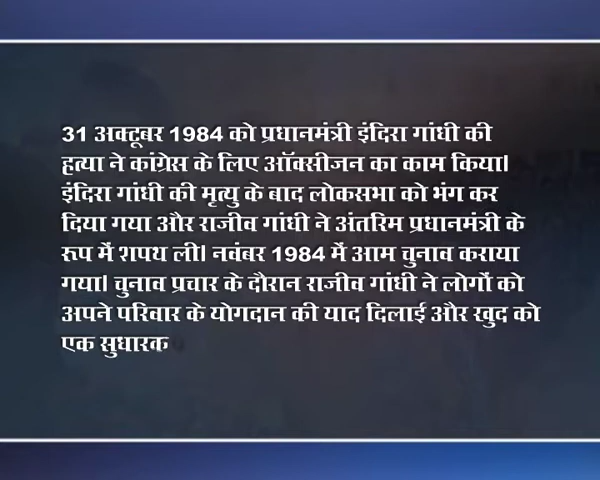 31 अक्टूबर 1984 को प्रधानमंत्री इंदिरा गांधी की
हत्या ने कांग्रेस के लिए ऑक्सीजन का काम किया।
इंदिरा गांधी की मृत्यु के बाद लोकसभा को भंग कर
दिया गया और राजीव गांधी ने अंतरिम प्रधानमंत्री के
रूप में शपथ ली। नवंबर 1984 में आम चुनाव कराया
गया। चुनाव प्रचार के दौरान राजीव गांधी ने लोगों को
अपने परिवार के योगदान की याद दिलाई और खुद को
एक सुधारक